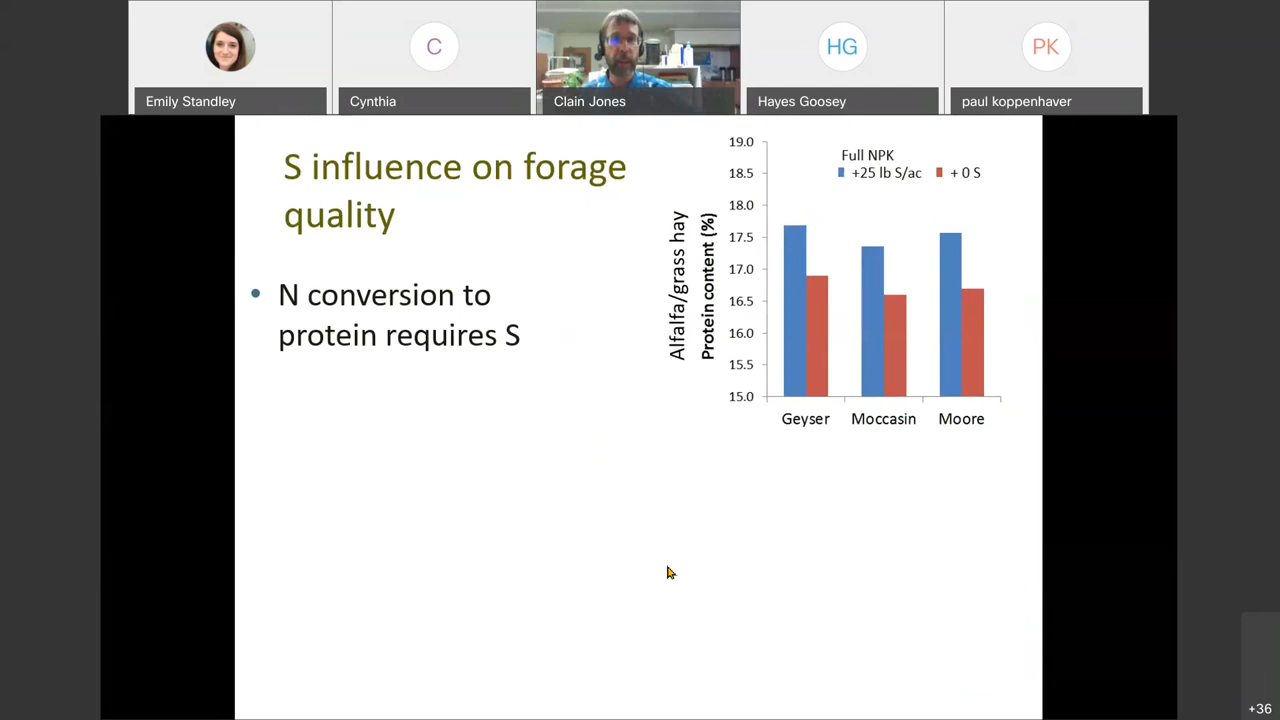 Emily Standley
C
Cynthia
Clain Jones
HG
Hayes Goosey
PK
paul koppenhaver
S influence on forage
quality
• N conversion to
protein requires S
Alfalfa/grass hay
Protein content (%)
Full NPK
+25 lb S/ac + 0 S
19.0
18.5
18.0
17.5
17.0
16.5
16.0
15.5
15.0
Geyser Moccasin Moore
+36